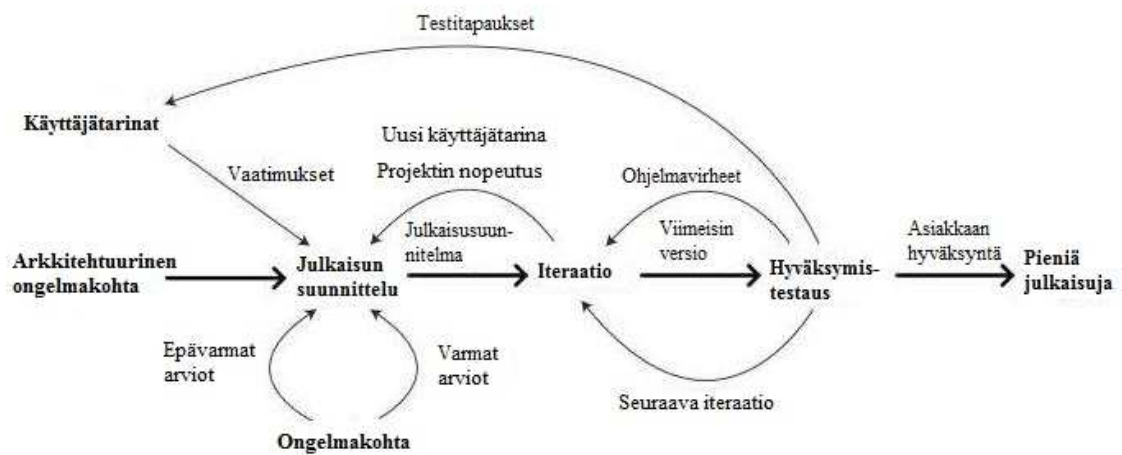 Testitapaukset
Käyttäjätarinat
Uusi käyttäjätarina
Projektin nopeutus
Vaatimukset
Ohjelmavirheet
Julkaisusuun-
nitelma
Viimeisin
versio
Asiakkaan
hyväksyntä
Arkkitehtuurinen
ongelmakohta
Julkaisun
suunnittelu
Iteraatio
Hyväksymis-
testaus
Pieniä
julkaisuja
Epävarmat
arviot
Varmat
arviot
Seuraava iteraatio
Ongelmakohta